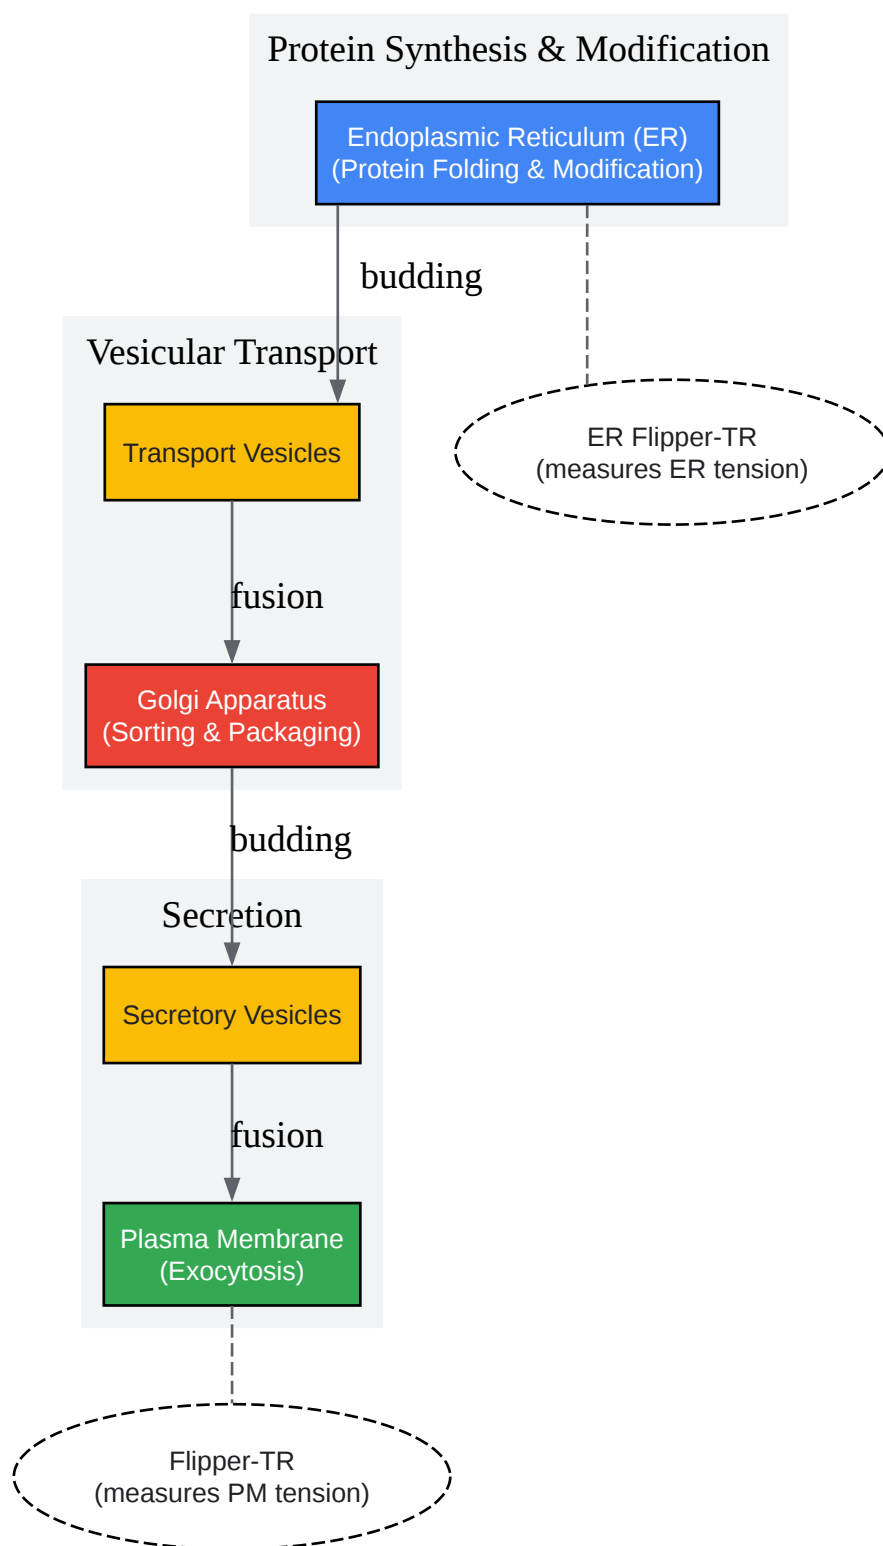 Protein Synthesis & Modification
Endoplasmic Reticulum (ER)
(Protein Folding & Modification)
budding
Vesicular Transport
Transport Vesicles
ER Flipper-TR
(measures ER tension)
fusion
Golgi Apparatus
(Sorting & Packaging)
budding
Secretion
Secretory Vesicles
fusion
Plasma Membrane
(Exocytosis)
Flipper-TR
(measures PM tension)